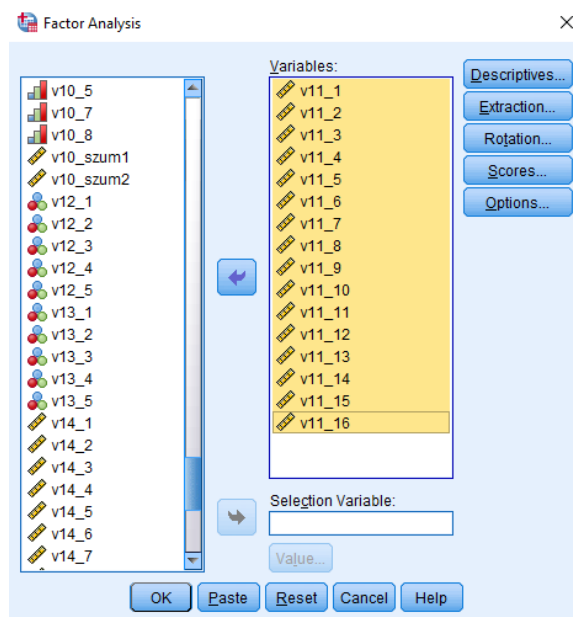 Factor Analysis
v10_5
v10_7
v10_8
v10_szum1
v10_szum2
v12_1
v12_2
v12_3
v12_4
v12_5
v13_1
v13_2
v13_3
v13_4
v13_5
v14_1
v14_2
v14_3
v14_4
v14_5
v14_6
v14_7
Variables:
v11_1
v11_2
v11_3
v11_4
v11_5
v11_6
v11_7
v11_8
v11_9
v11_10
v11_11
v11_12
v11_13
v11_14
v11_15
v11_16
Selection Variable:
Value...
Descriptives...
Extraction...
Rotation...
Scores...
Options...
OK Paste Reset Cancel Help